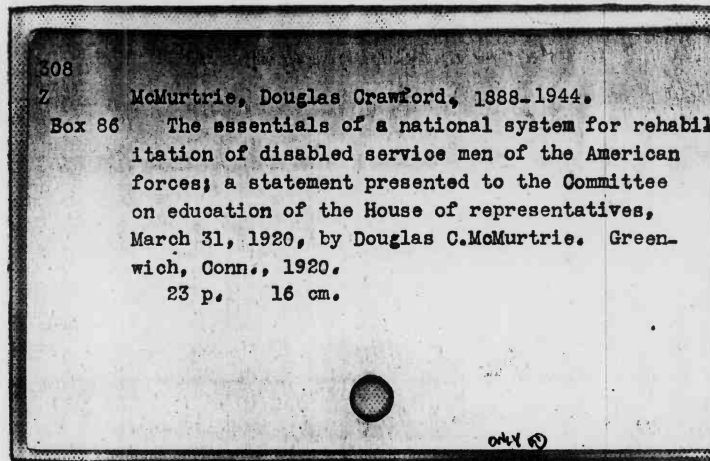 308
Z McMurtrie, Douglas Crawford, 1888-1944.
Box 86 The essentials of a national system for rehabil
itation of disabled service men of the American
forces; a statement presented to the Committee
on education of the House of representatives,
March 31, 1920, by Douglas C.McMurtrie. Green-
wich, Conn., 1920.
23 p. 16 cm.
only